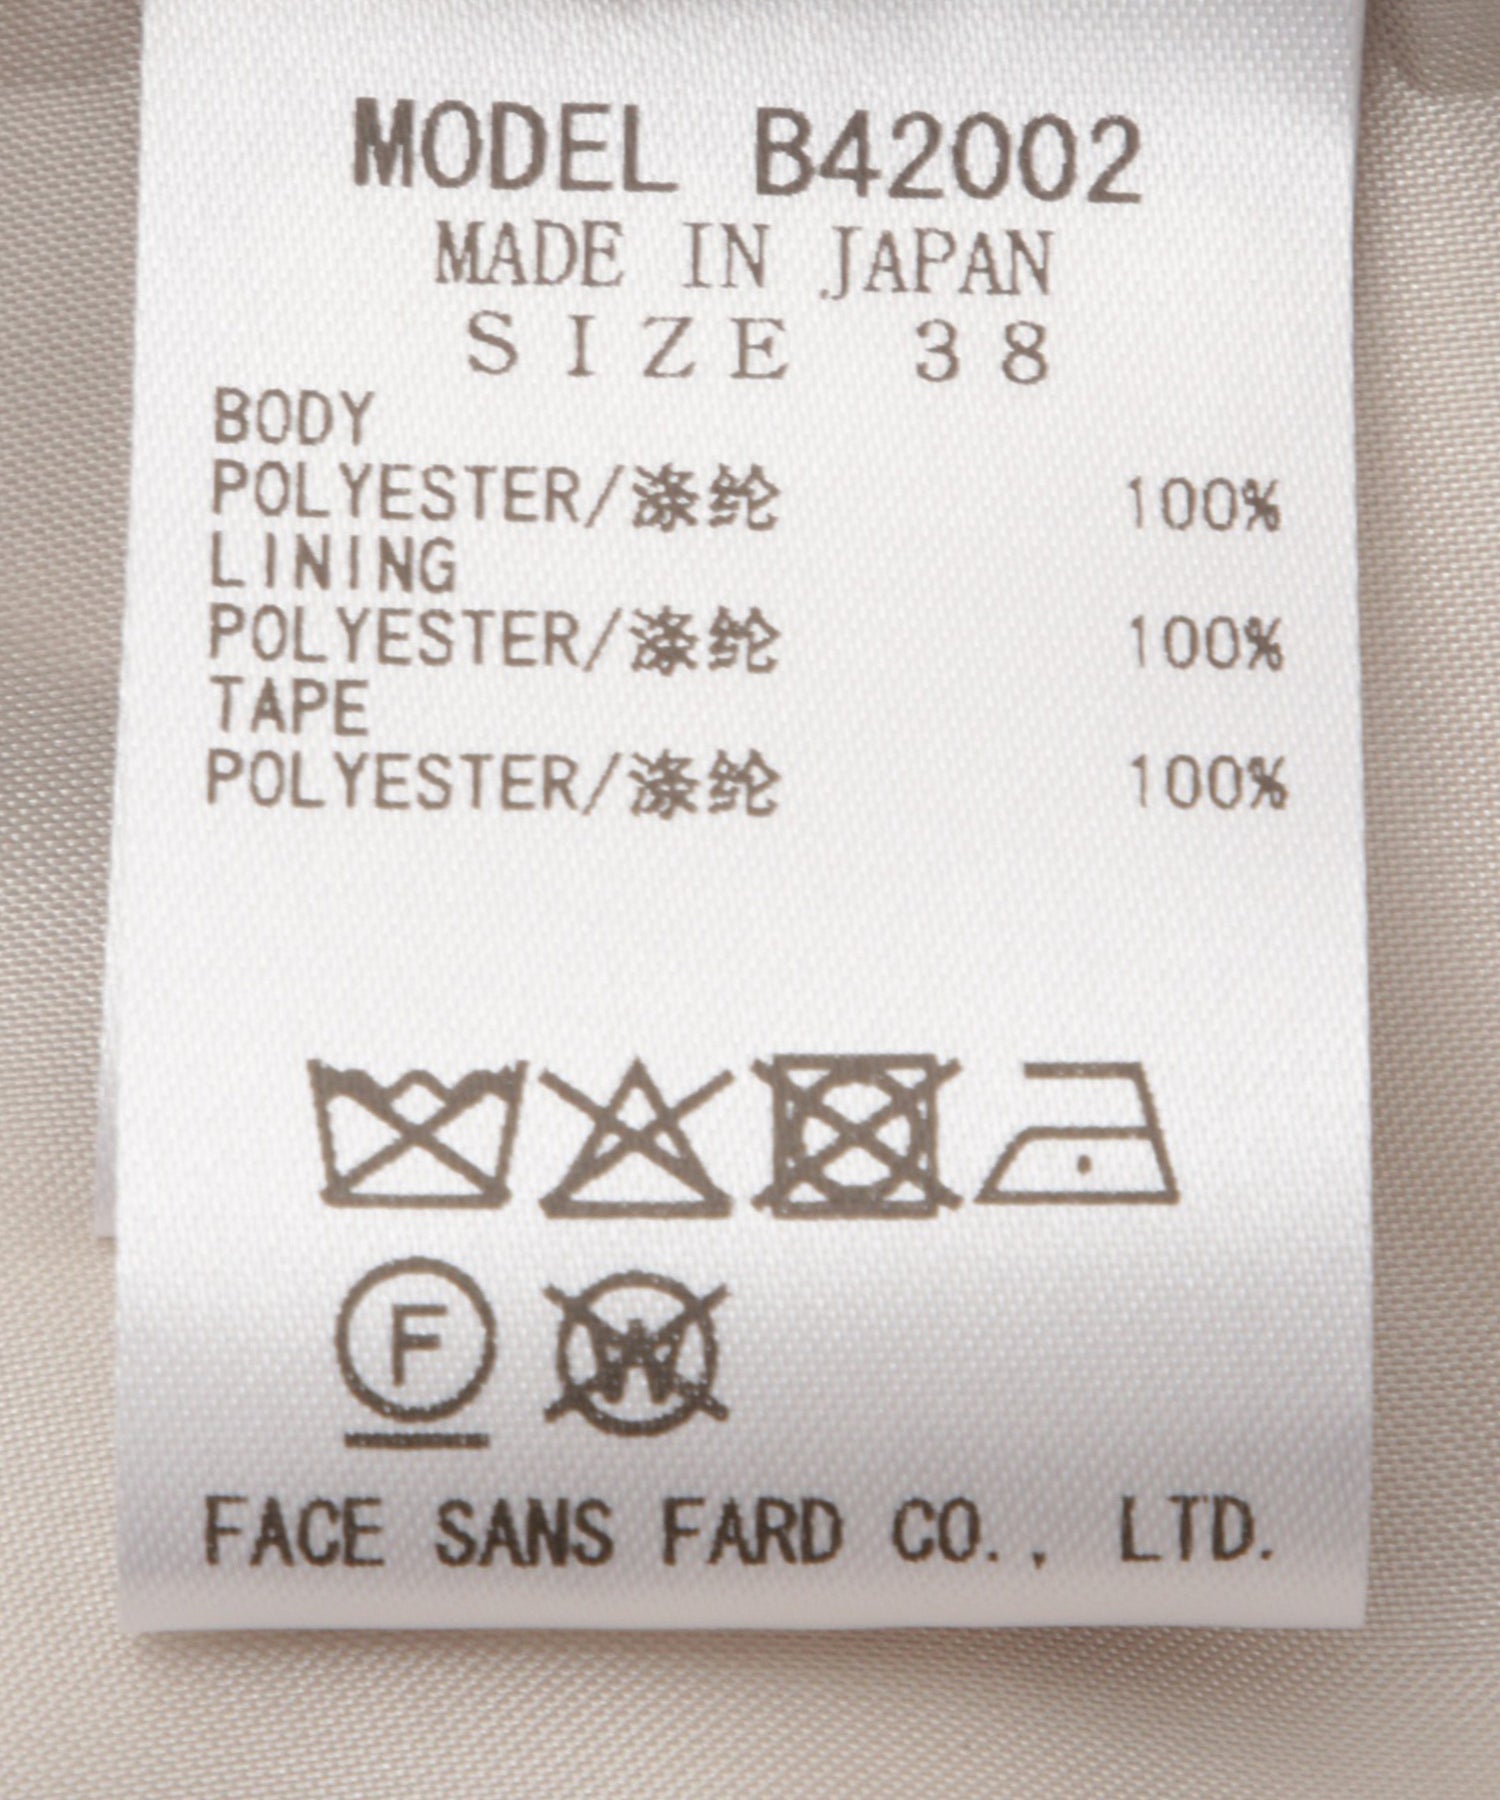 MODEL B42002
MADE IN JAPAN
SIZE 38
BODY
POLYESTER/涤纶 100%
LINING
POLYESTER/涤纶 100%
TAPE
POLYESTER/涤纶 100%
F W
FACE SANS FARD CO., LTD.